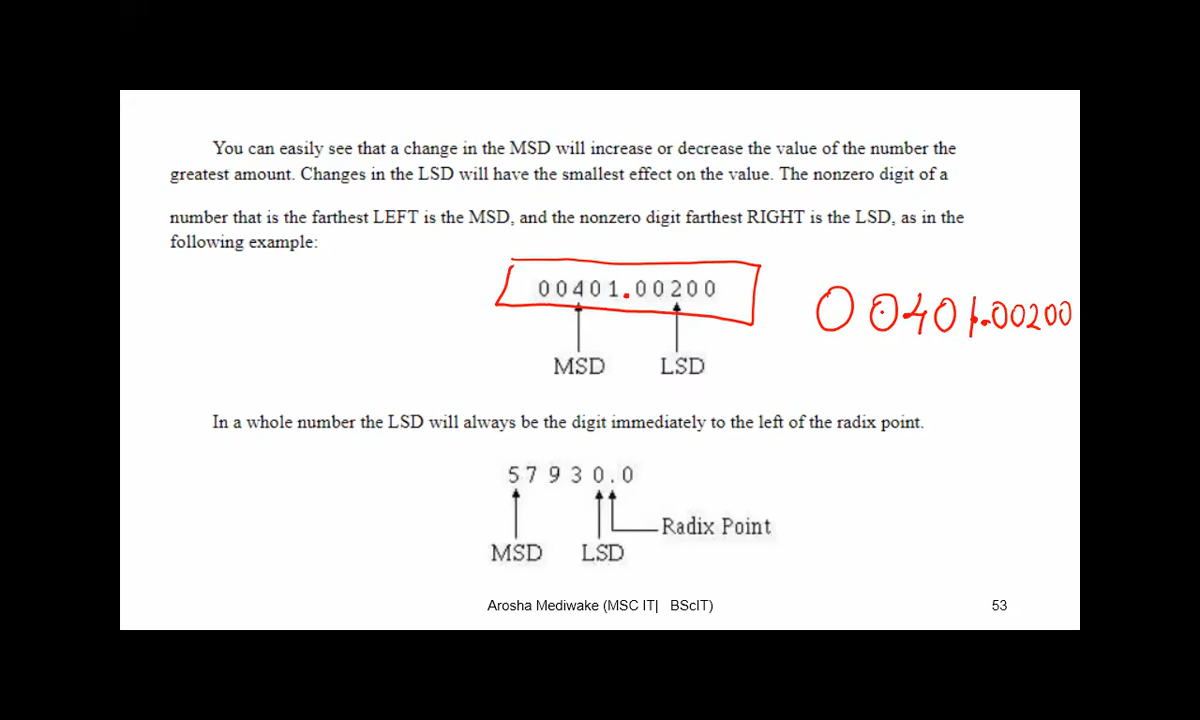 You can easily see that a change in the MSD will increase or decrease the value of the number the
greatest amount. Changes in the LSD will have the smallest effect on the value. The nonzero digit of a
number that is the farthest LEFT is the MSD, and the nonzero digit farthest RIGHT is the LSD, as in the
following example:
00401.00200
00401.00200
MSD LSD
In a whole number the LSD will always be the digit immediately to the left of the radix point.
57930.0
Radix Point
MSD LSD
Arosha Mediwake (MSC IT| BScIT)
53